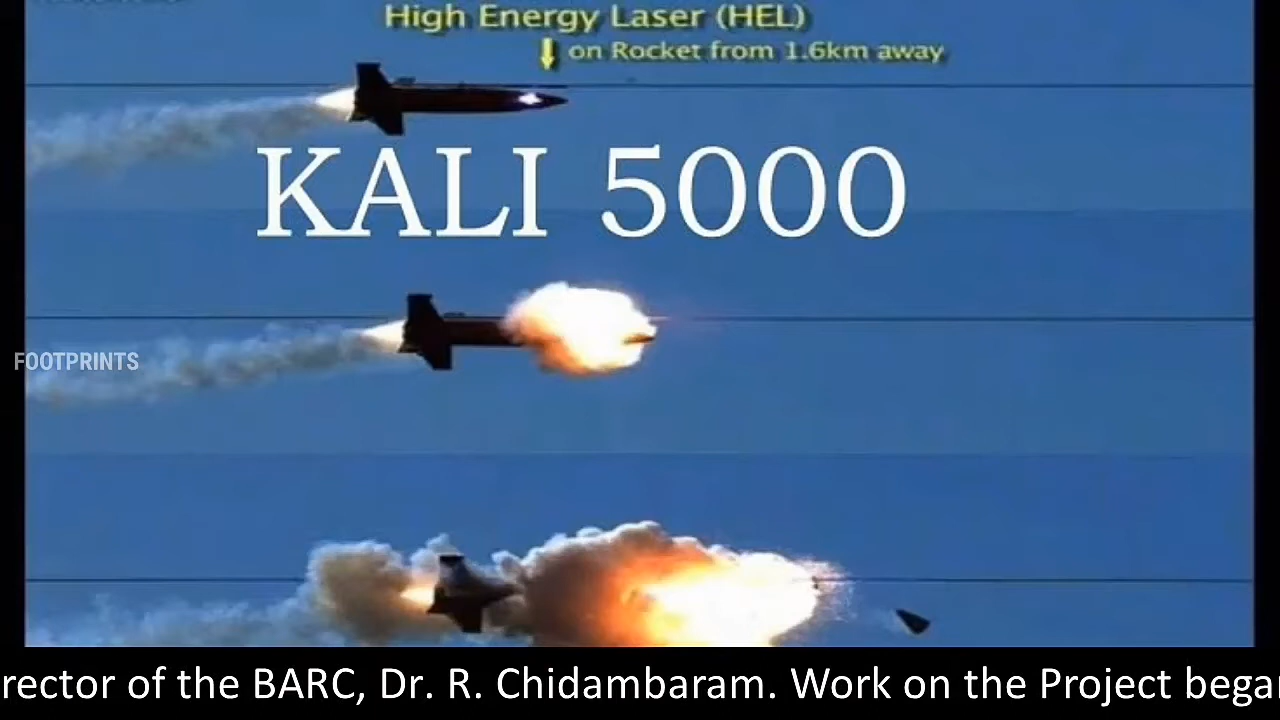 High Energy Laser (HEL)
on Rocket from 1.6km away
KALI 5000
FOOTPRINTS
rector of the BARC, Dr. R. Chidambaram. Work on the Project bega